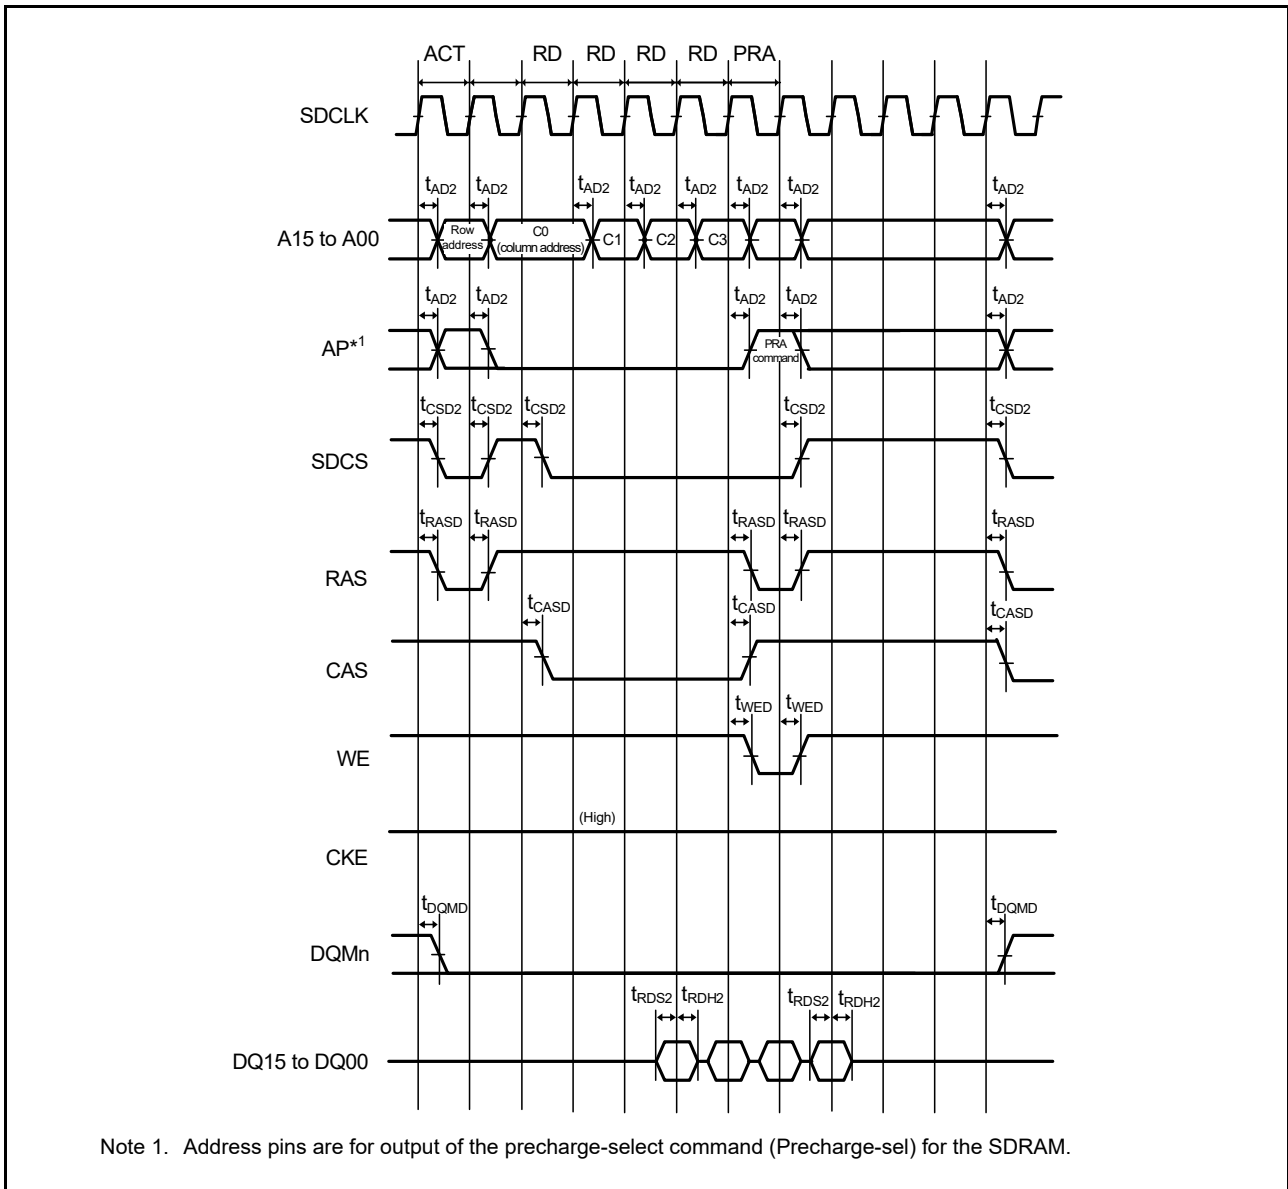 ACT RD RD RD RD PRA
SDCLK
tAD2 tAD2 tAD2 tAD2 tAD2 tAD2 tAD2 tAD2
A15 to A00
Row address
C0 (column address)
C1
C2
C3
tAD2 tAD2 tAD2 tAD2 tAD2
AP*1
PRA command
tCSD2 tCSD2 tCSD2 tCSD2 tCSD2
SDCS
tRASD tRASD tRASD tRASD tRASD
RAS
tCASD tCASD tCASD
CAS
tWED tWED
WE
(High)
CKE
tDQMD tDQMD
DQMn
tRDS2 tRDH2 tRDS2 tRDH2
DQ15 to DQ00
Note 1. Address pins are for output of the precharge-select command (Precharge-sel) for the SDRAM.